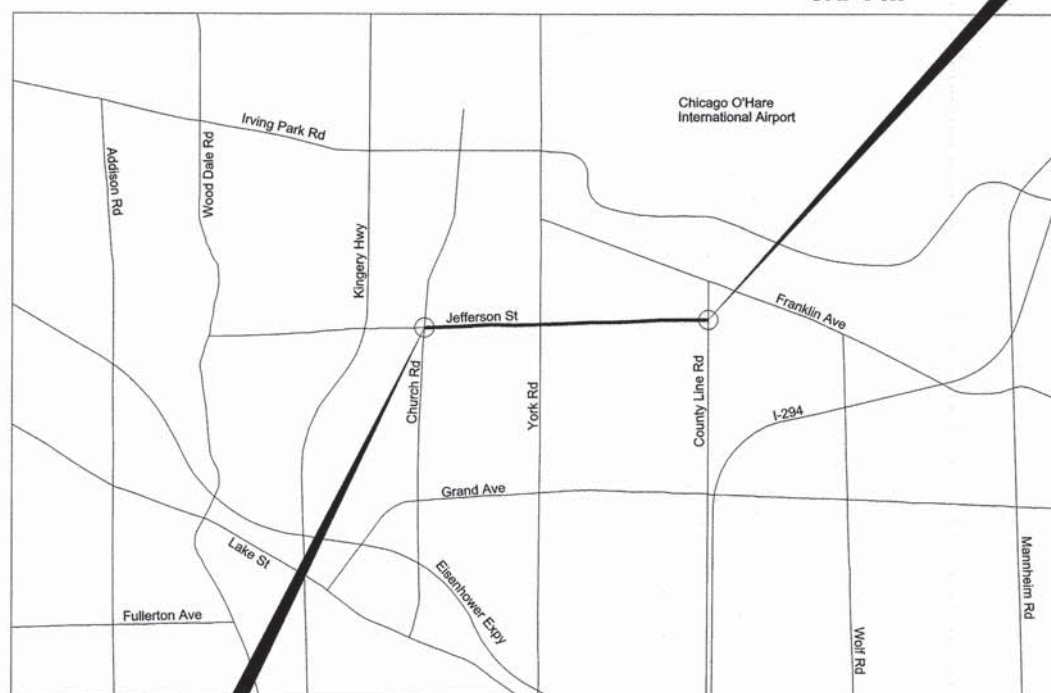 Chicago O'Hare
International Airport
Irving Park Rd
Addison Rd
Wood Dale Rd
Kingery Hwy
Jefferson St
Franklin Ave
Church Rd
York Rd
County Line Rd
I-294
Grand Ave
Lake St
Eisenhower Expy
Mannheim Rd
Fullerton Ave
Wolf Rd